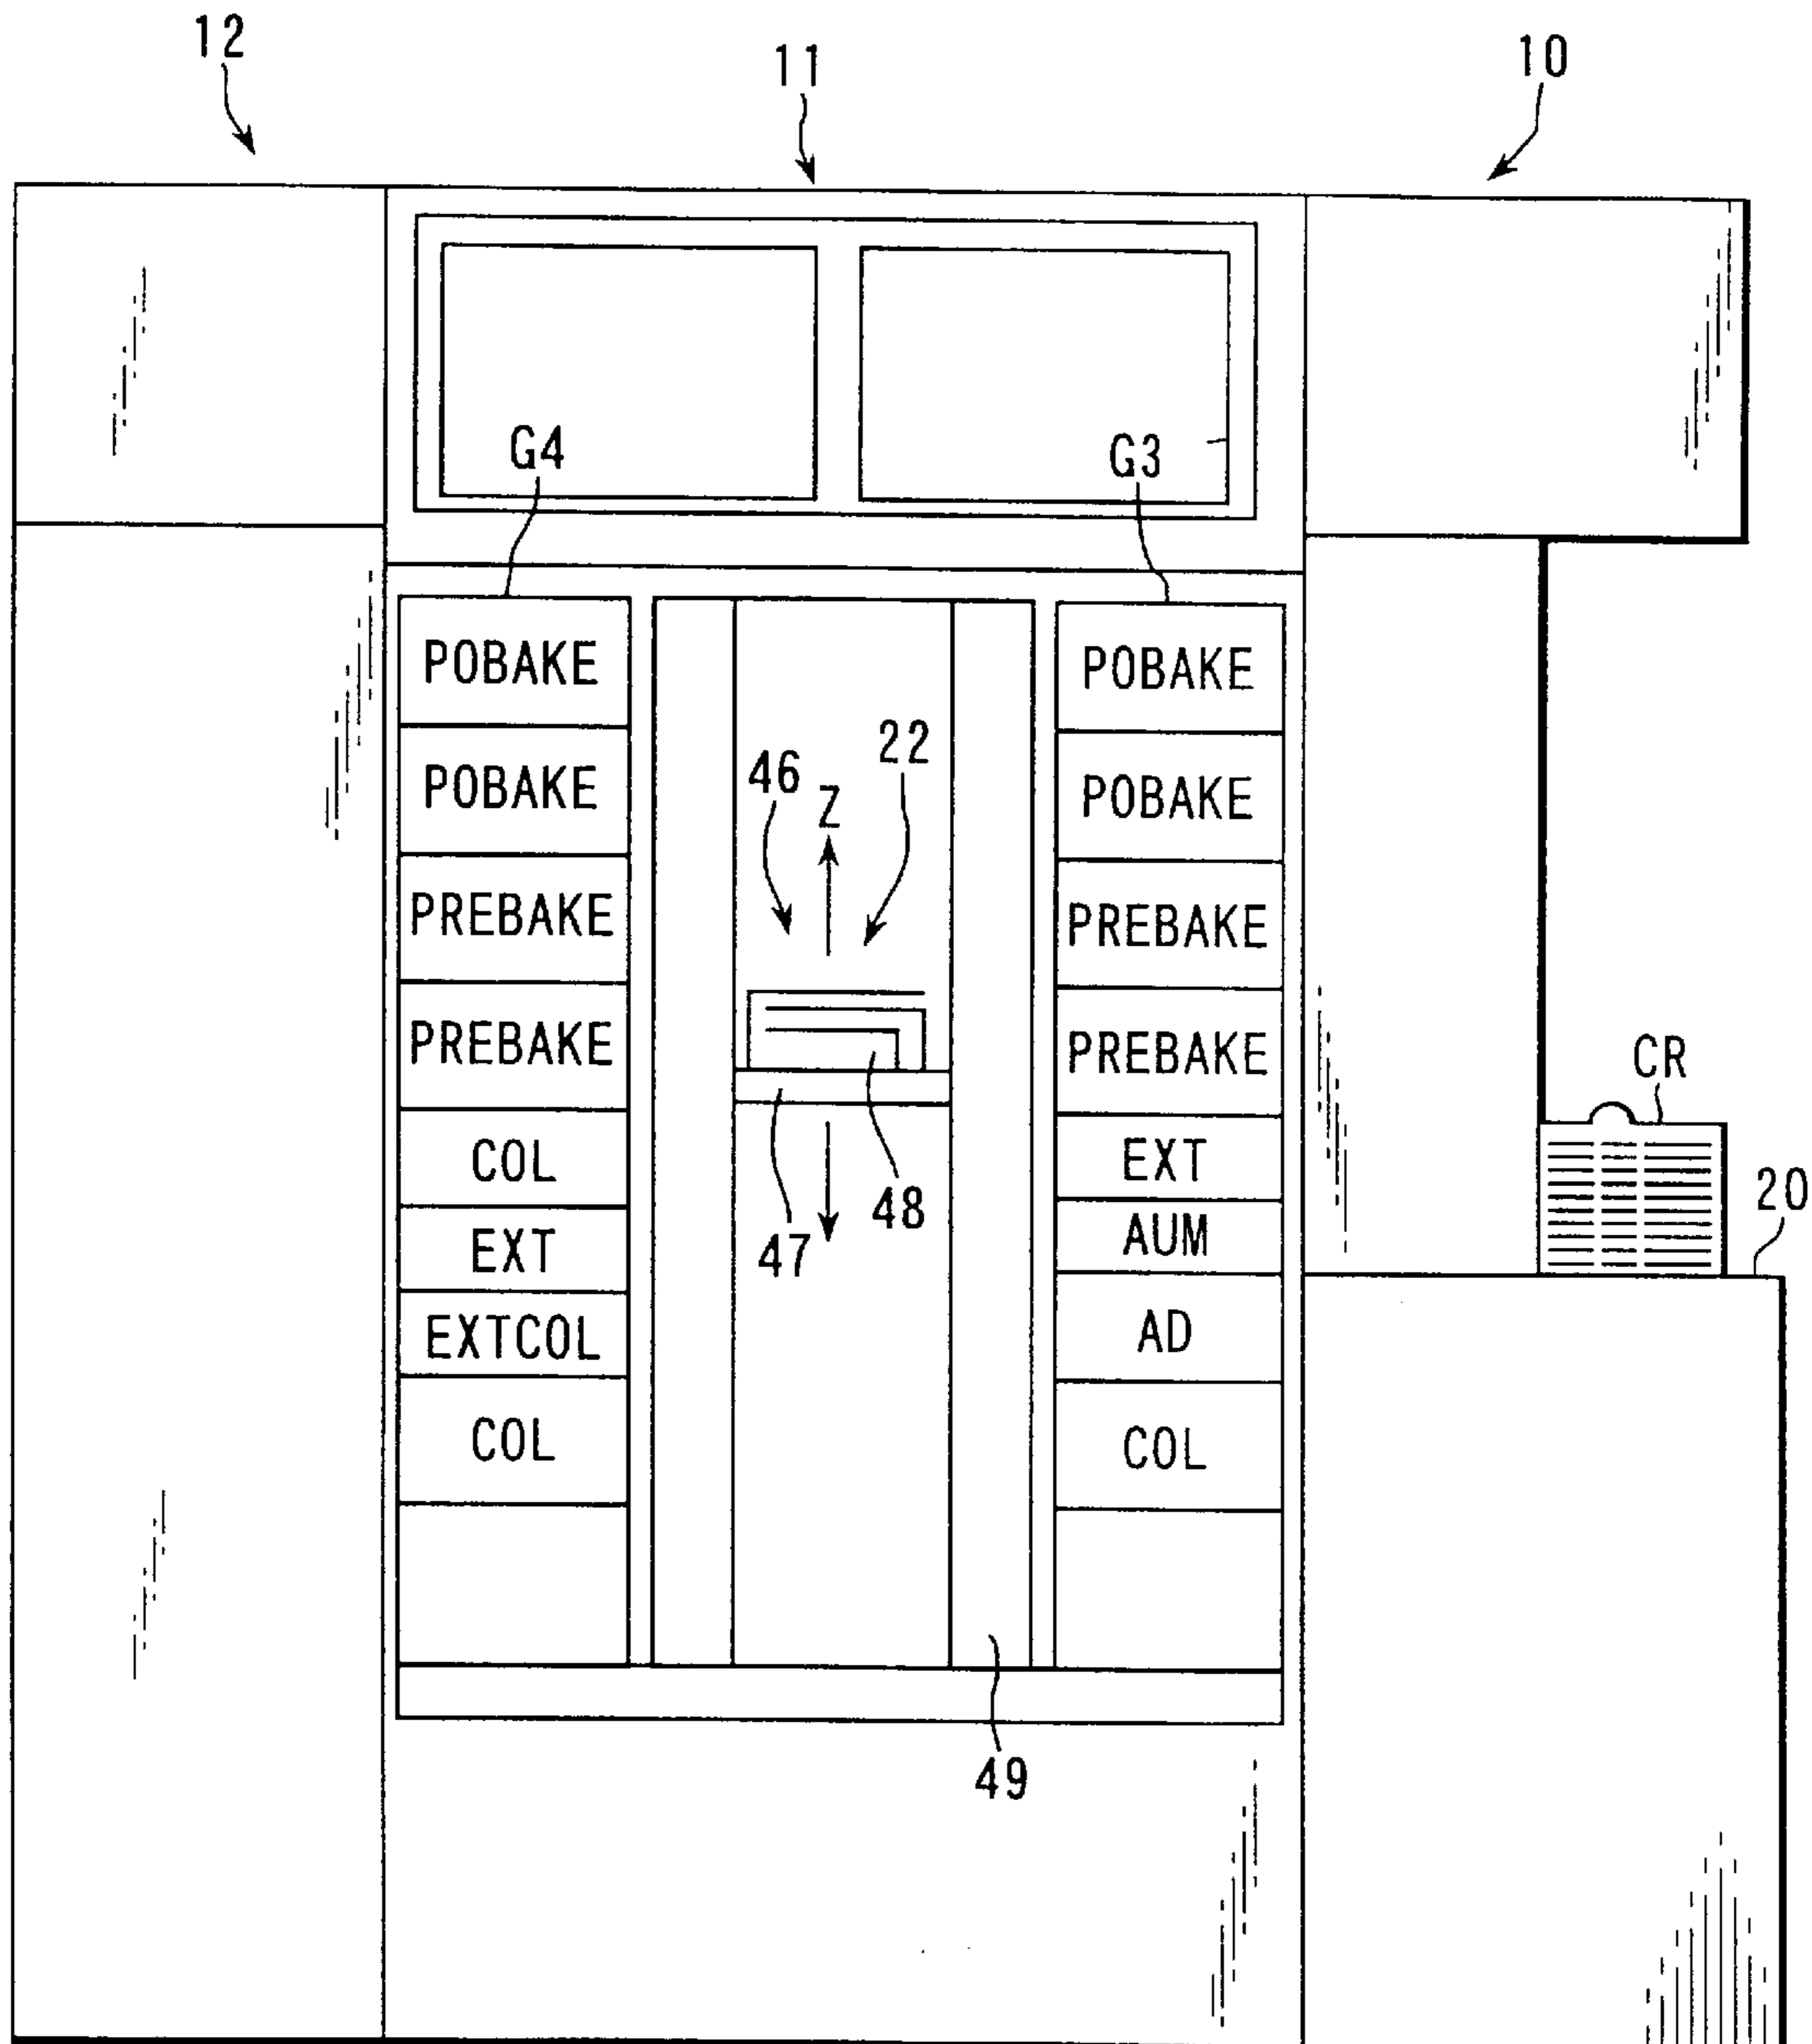 12
11
10
G4
G3
POBAKE
POBAKE
PREBAKE
PREBAKE
COL
EXT
EXTCOL
COL
46
Z
22
48
47
49
POBAKE
POBAKE
PREBAKE
PREBAKE
EXT
AUM
AD
COL
CR
20